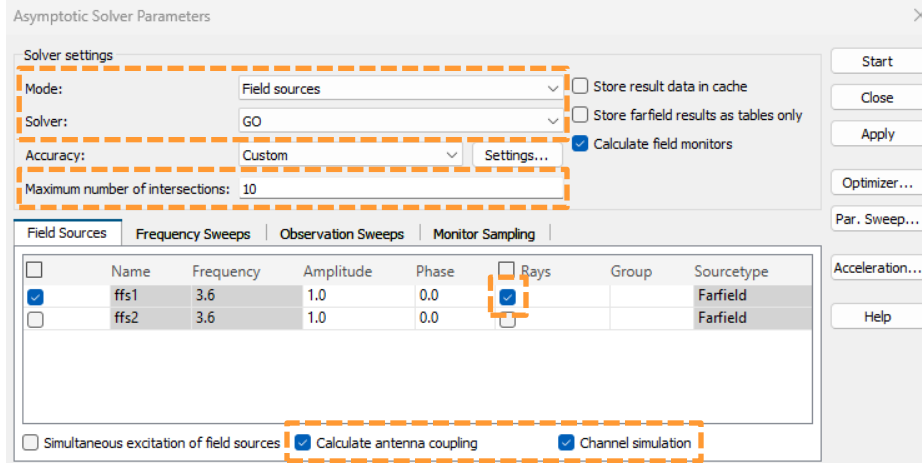 Asymptotic Solver Parameters
Solver settings
Mode: Field sources
Store result data in cache
Solver: GO
Store farfield results as tables only
Accuracy: Custom Settings...
Calculate field monitors
Maximum number of intersections: 10
Start
Close
Apply
Optimizer...
Par. Sweep...
Acceleration...
Help
Field Sources Frequency Sweeps Observation Sweeps Monitor Sampling
Name Frequency Amplitude Phase Rays Group Sourcetype
ffs1 3.6 1.0 0.0 Farfield
ffs2 3.6 1.0 0.0 Farfield
Simultaneous excitation of field sources Calculate antenna coupling Channel simulation